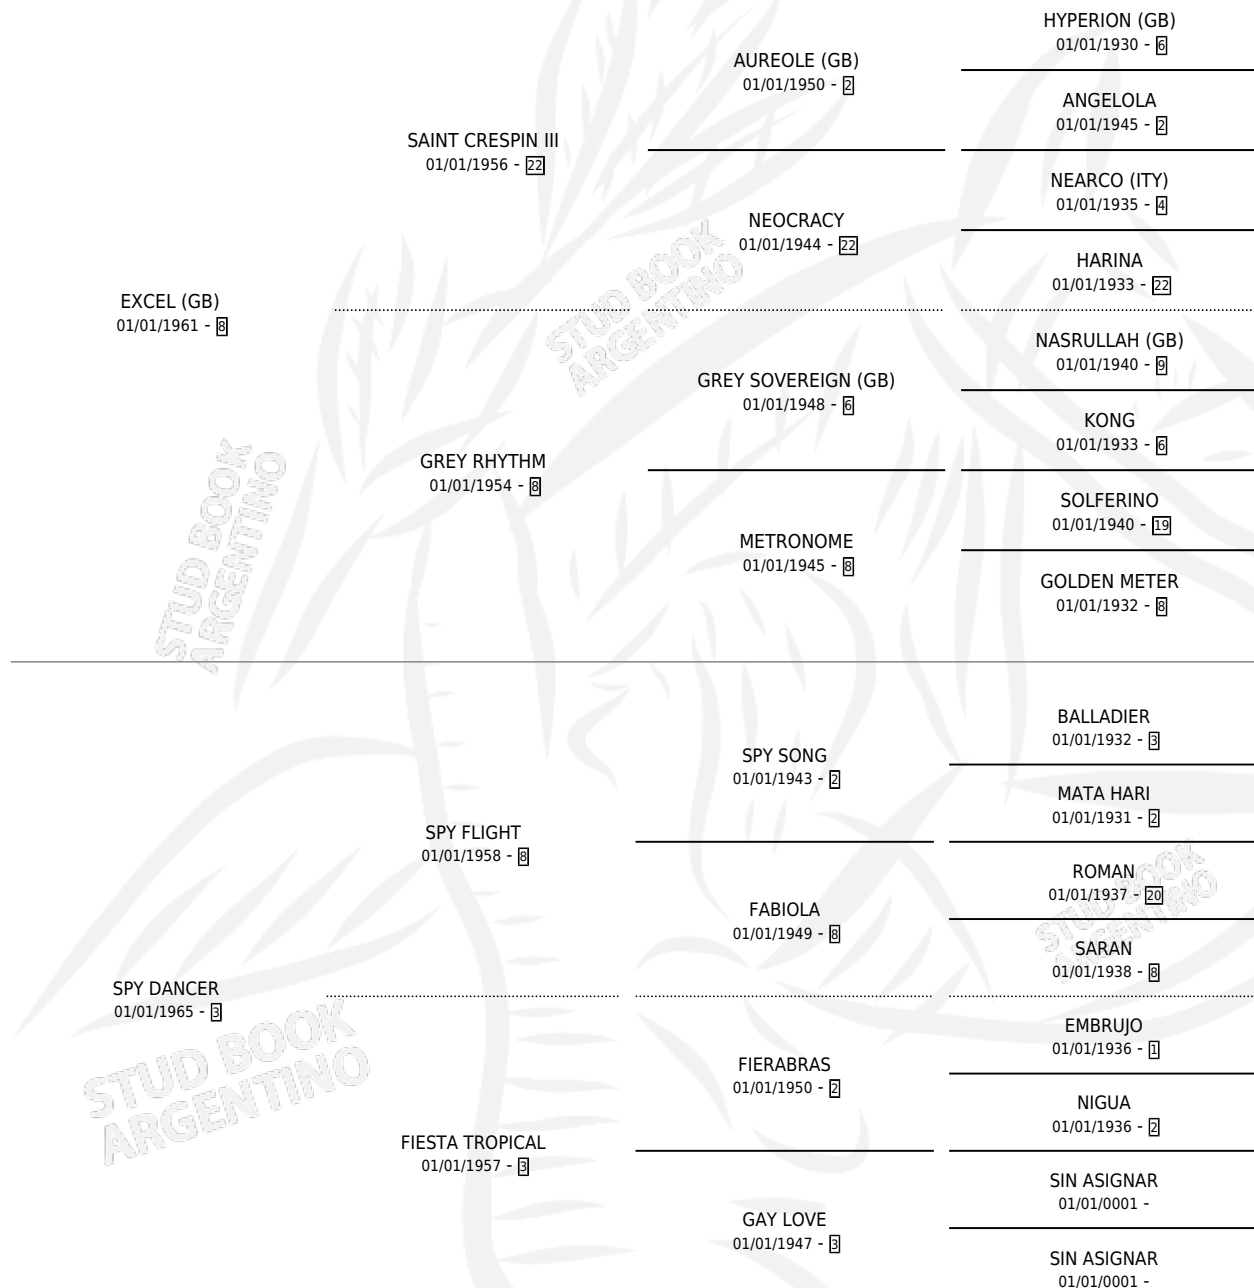 HYPERION (GB)
01/01/1930 - 6
AUREOLE (GB)
01/01/1950 - 2
ANGELOLA
01/01/1945 - 2
SAINT CRESPIN III
01/01/1956 - 22
NEARCO (ITY)
01/01/1935 - 4
NEOCRACY
01/01/1944 - 22
HARINA
01/01/1933 - 22
STUD BOOK
ARGENTINO
EXCEL (GB)
01/01/1961 - 8
NASRULLAH (GB)
01/01/1940 - 9
GREY SOVEREIGN (GB)
01/01/1948 - 6
KONG
01/01/1933 - 6
GREY RHYTHM
01/01/1954 - 8
SOLFERINO
01/01/1940 - 19
METRONOME
01/01/1945 - 8
GOLDEN METER
01/01/1932 - 8
STUD BOOK
ARGENTINO
BALLADIER
01/01/1932 - 3
SPY SONG
01/01/1943 - 2
MATA HARI
01/01/1931 - 2
SPY FLIGHT
01/01/1958 - 8
ROMAN
01/01/1937 - 20
FABIOLA
01/01/1949 - 8
SARAN
01/01/1938 - 8
STUD BOOK
ARGENTINO
SPY DANCER
01/01/1965 - 3
EMBRUJO
01/01/1936 - 1
FIERABRAS
01/01/1950 - 2
NIGUA
01/01/1936 - 2
STUD BOOK
ARGENTINO
FIESTA TROPICAL
01/01/1957 - 3
SIN ASIGNAR
01/01/0001 -
GAY LOVE
01/01/1947 - 3
SIN ASIGNAR
01/01/0001 -